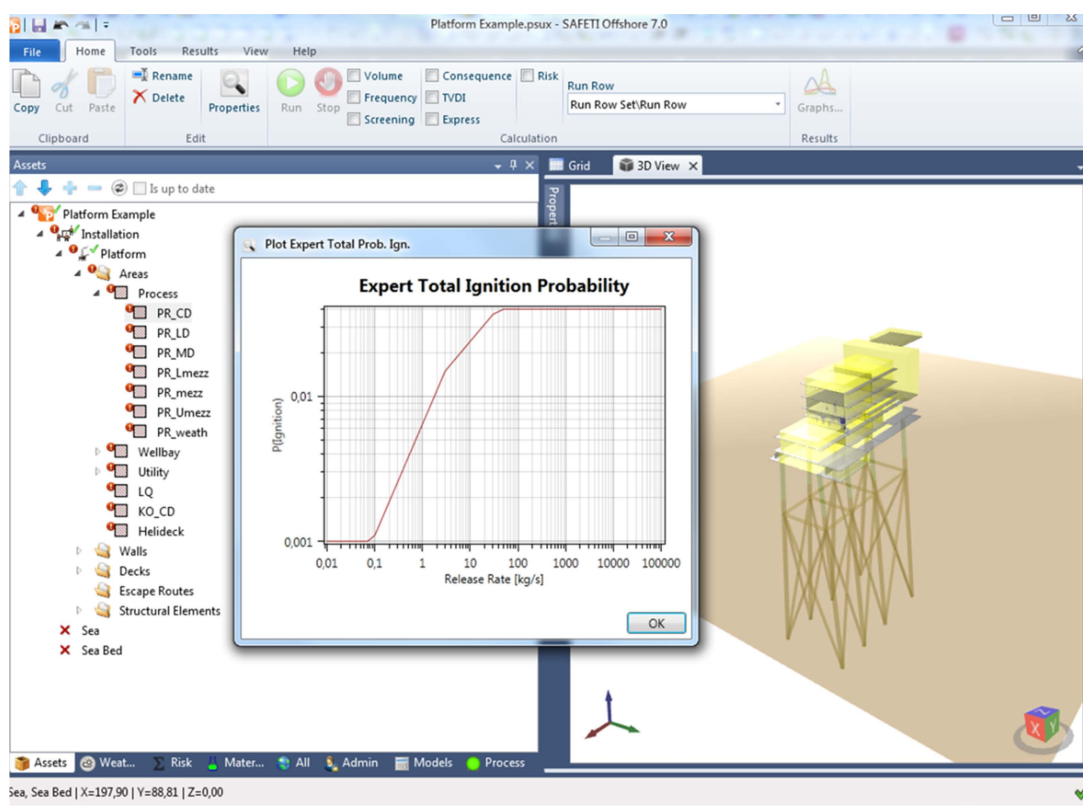 Platform Example.psux - SAFETI Offshore 7.0
File Home Tools Results View Help
Copy Cut Paste
Clipboard
Rename
Delete
Properties
Edit
Run Stop
Volume Consequence Risk
Frequency TVDI
Screening Express
Run Row
Run Row Set\Run Row
Calculation
Graphs...
Results
Assets
Is up to date
Platform Example
Installation
Platform
Areas
Process
PR_CD
PR_LD
PR_MD
PR_Lmezz
PR_mezz
PR_Umezz
PR_weath
Wellbay
Utility
LQ
KO_CD
Helideck
Walls
Decks
Escape Routes
Structural Elements
Sea
Sea Bed
Grid 3D View
Propert
Plot Expert Total Prob. Ign.
Expert Total Ignition Probability
P(Ignition)
0,01
0,001
0,01 0,1 1 10 100 1000 10000 100000
Release Rate [kg/s]
OK
X Y Z
Assets Weat... Risk Mater... All Admin Models Process
Sea, Sea Bed | X=197,90 | Y=88,81 | Z=0,00